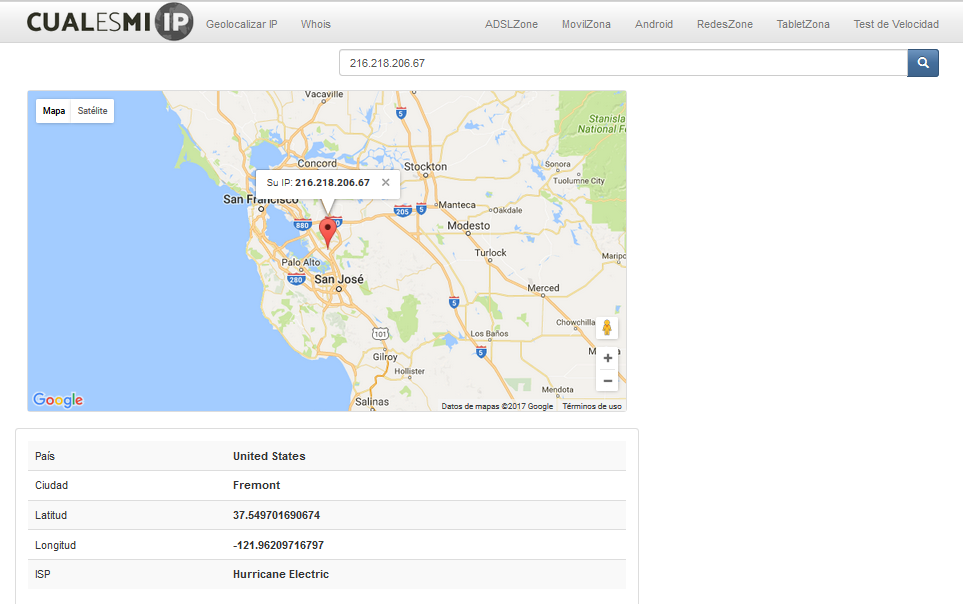 CUALESMI IP
Geolocalizar IP
Whois
ADSLZone
MovilZona
Android
RedesZone
TabletZona
Test de Velocidad
216.218.206.67
Mapa
Satélite
Vacaville
5
Stanisla
National Fo
Concord
Stockton
Sonora
Tuolumne City
Su IP: 216.218.206.67
San Francisco
Manteca
205
5
Oakdale
880
Modesto
Palo Alto
Turlock
Maripo
280
San José
Merced
5
Chowchilla
101
Los Baños
Gilroy
5
Hollister
Mendota
Salinas
Google
Datos de mapas ©2017 Google
Términos de uso
País
United States
Ciudad
Fremont
Latitud
37.549701690674
Longitud
-121.96209716797
ISP
Hurricane Electric